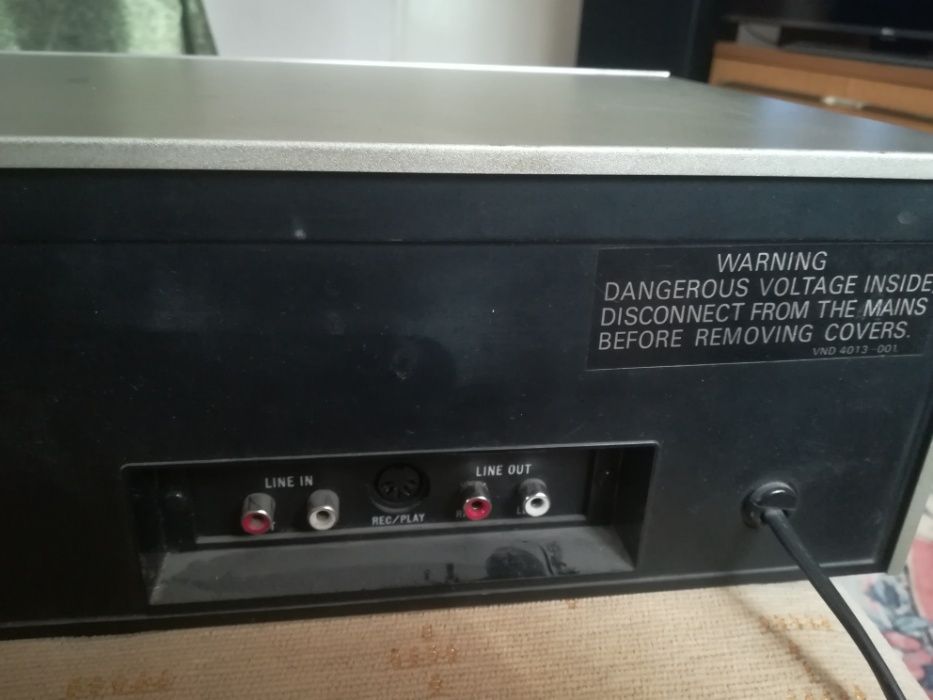 WARNING
DANGEROUS VOLTAGE INSIDE
DISCONNECT FROM THE MAINS
BEFORE REMOVING COVERS.
VND 4013-001
LINE IN
REC/PLAY
LINE OUT
R
L